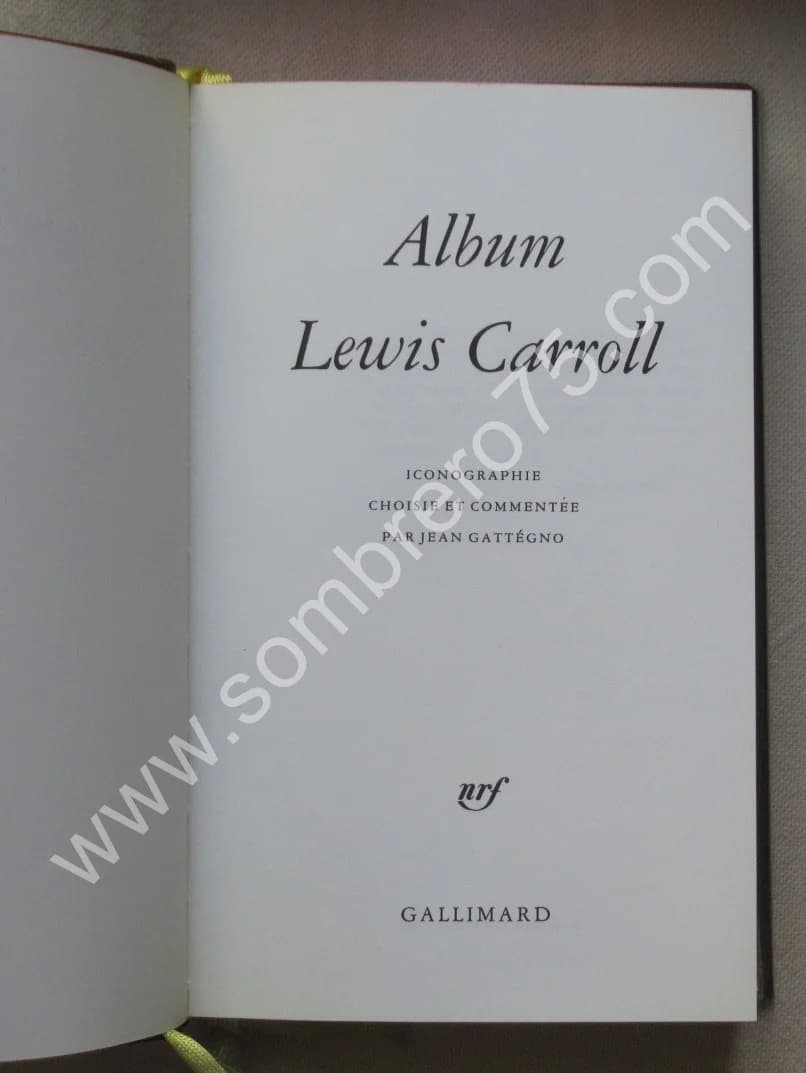 Album
Lewis Carroll
ICONOGRAPHIE
CHOISIE ET COMMENTÉE
PAR JEAN GATTÉGNO
nrf
GALLIMARD
www.sombrero75.com